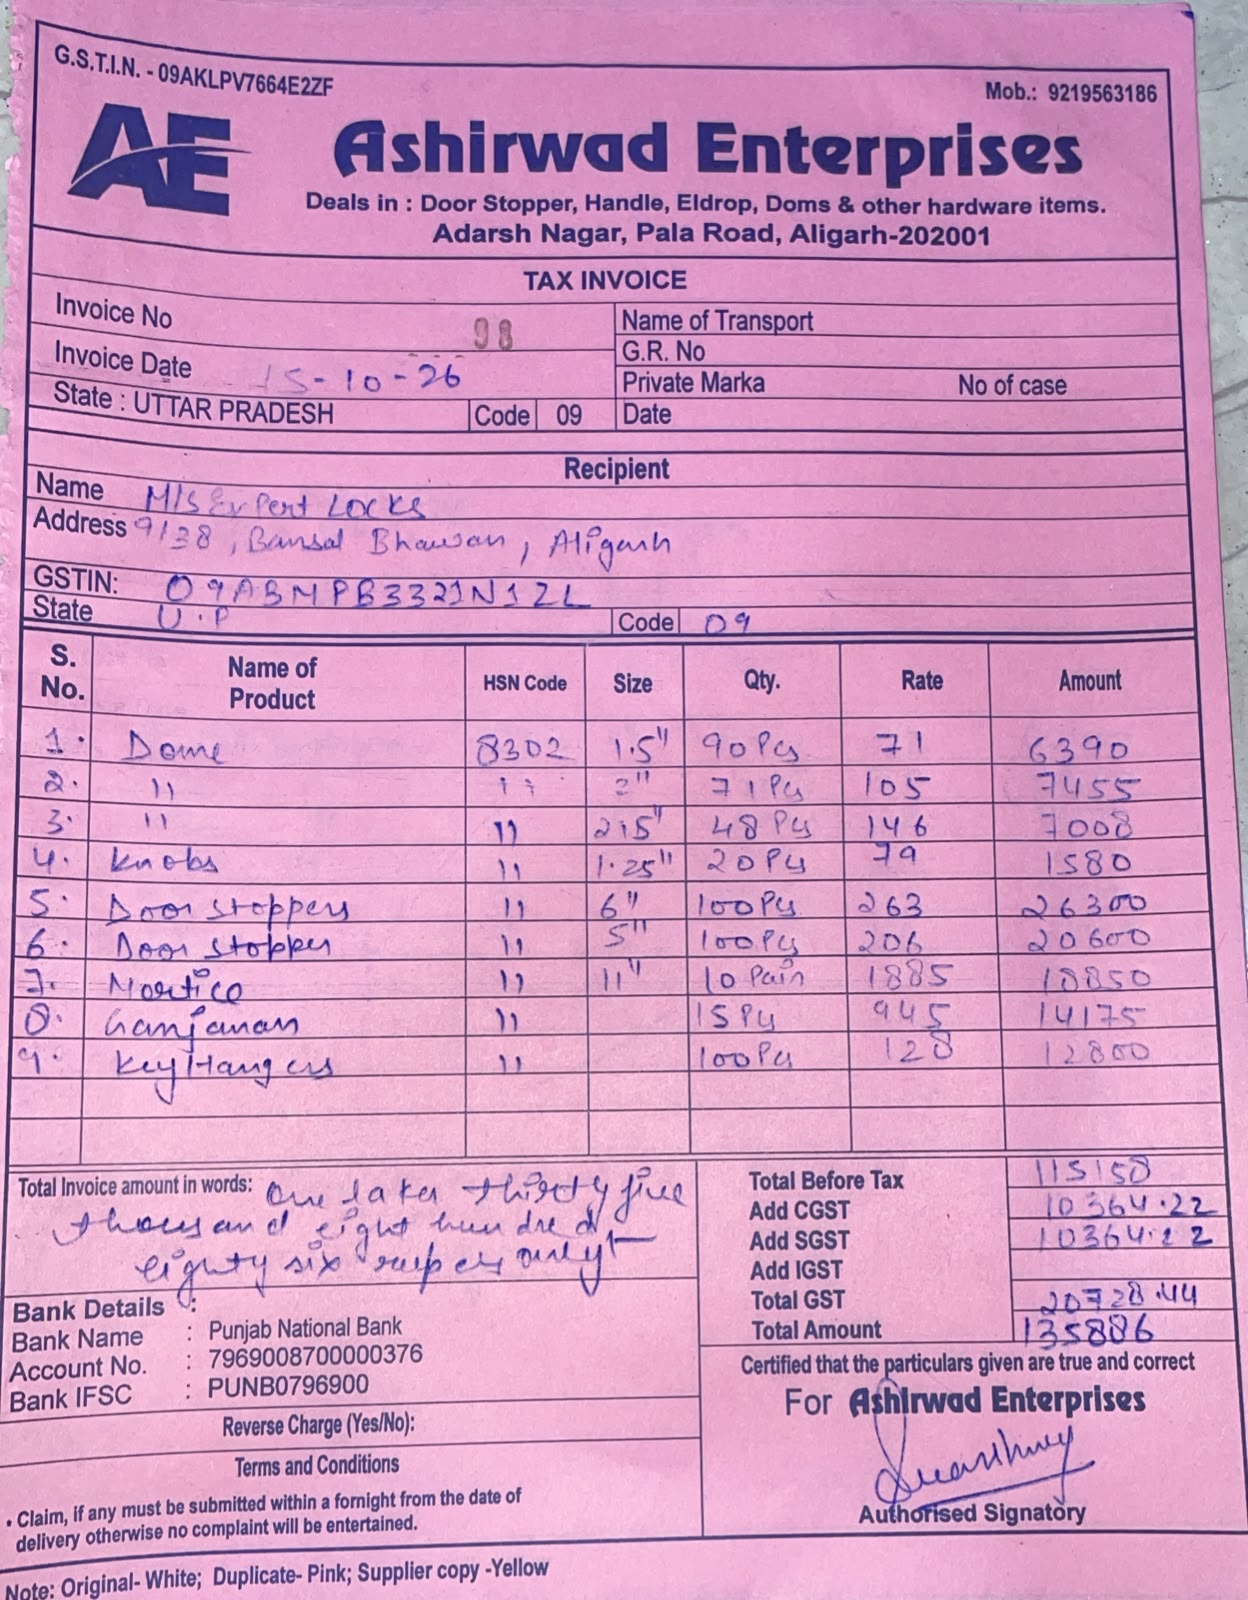 G.S.T.I.N. - 09AKLPV7664E2ZF
Mob.: 9219563186
AE
Ashirwad Enterprises
Deals in : Door Stopper, Handle, Eldrop, Doms & other hardware items.
Adarsh Nagar, Pala Road, Aligarh-202001
TAX INVOICE
Invoice No 98
Name of Transport
G.R. No
Invoice Date 15-10-26
Private Marka No of case
State : UTTAR PRADESH Code 09
Date
Recipient
Name M/S Expert Locks
Address 9/38, Bansal Bhawan, Aligarh
GSTIN: 09ABMPB3321N1ZL
State U.P Code 09
S. No. Name of Product HSN Code Size Qty. Rate Amount
1. Dome 8302 1.5" 90 Pcs 71 6390
2. " " 2" 71 Pcs 105 7455
3. " " 2.5" 48 Pcs 146 7008
4. Knobs " 1.25" 20 Pcs 79 1580
5. Door stoppers " 6" 100 Pcs 263 26300
6. Door stopper " 5" 100 Pcs 206 20600
7. Mortice " 11" 10 Pair 1885 18850
8. Ganjanan " 15 Pcs 945 14175
9. Key Hangers " 100 Pcs 128 12800
Total Invoice amount in words: One lakh thirty five
thousand eight hundred
eighty six only
Total Before Tax 115158
Add CGST 10364.22
Add SGST 10364.22
Add IGST
Total GST 20728.44
Total Amount 135886
Bank Details :
Bank Name : Punjab National Bank
Account No. : 7969008700000376
Bank IFSC : PUNB0796900
Reverse Charge (Yes/No):
Terms and Conditions
. Claim, if any must be submitted within a fornight from the date of
delivery otherwise no complaint will be entertained.
Certified that the particulars given are true and correct
For Ashirwad Enterprises
Authorised Signatory
Note: Original- White; Duplicate- Pink; Supplier copy -Yellow